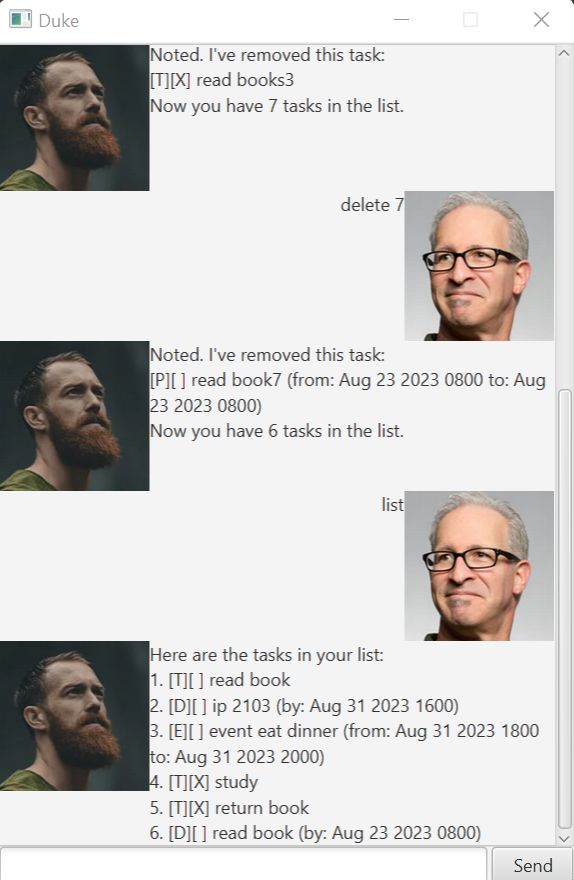 Duke
Noted. I've removed this task:
[T][X] read books3
Now you have 7 tasks in the list.
delete 7
Noted. I've removed this task:
[P][ ] read book7 (from: Aug 23 2023 0800 to: Aug
23 2023 0800)
Now you have 6 tasks in the list.
list
Here are the tasks in your list:
1. [T][ ] read book
2. [D][ ] ip 2103 (by: Aug 31 2023 1600)
3. [E][ ] event eat dinner (from: Aug 31 2023 1800
to: Aug 31 2023 2000)
4. [T][X] study
5. [T][X] return book
6. [D][ ] read book (by: Aug 23 2023 0800)
Send